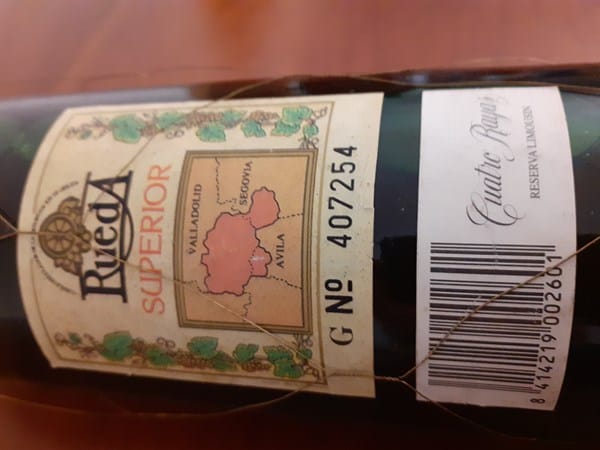 RuedA
SUPERIOR
VALLADOLID
SEGOVIA
AVILA
G Nº 407254
Cuatro Rayas
RESERVA LIMOUSIN
8 414219 002601